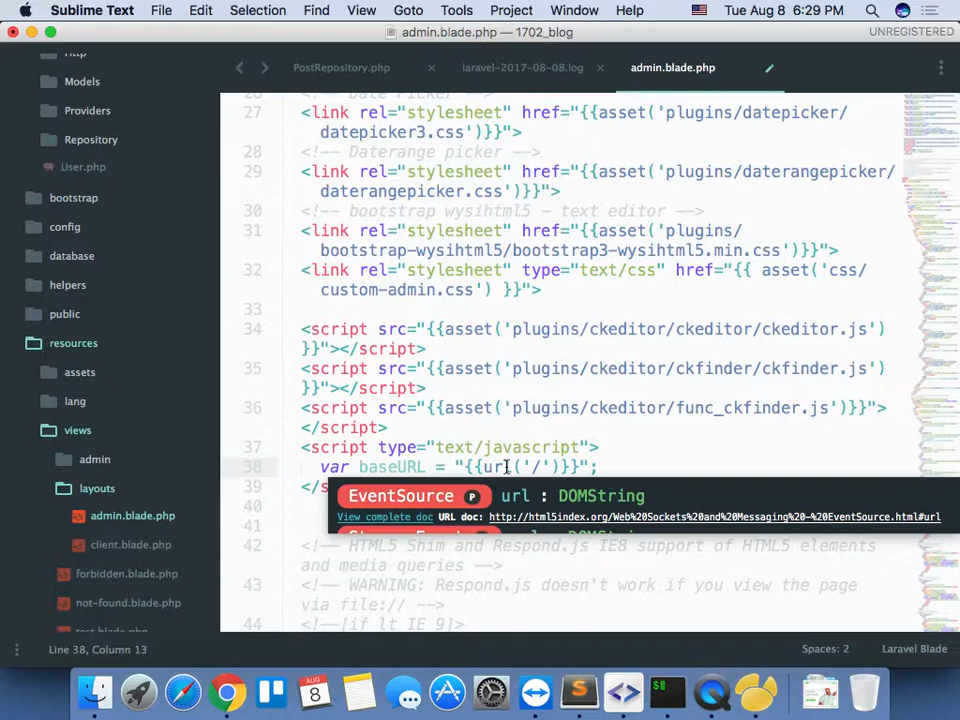 Sublime Text File Edit Selection Find View Goto Tools Project Window Help Tue Aug 8 6:29 PM
admin.blade.php — 1702_blog UNREGISTERED
PostRepository.php × laravel-2017-08-08.log × admin.blade.php
Http
Models
Providers
Repository
User.php
bootstrap
config
database
helpers
public
resources
assets
lang
views
admin
layouts
admin.blade.php
client.blade.php
forbidden.blade.php
not-found.blade.php
test.blade.php
26 <!-- Date Picker -->
27 <link rel="stylesheet" href="{{asset('plugins/datepicker/
datepicker3.css')}}">
28 <!-- Daterange picker -->
29 <link rel="stylesheet" href="{{asset('plugins/daterangepicker/
daterangepicker.css')}}">
30 <!-- bootstrap wysihtml5 - text editor -->
31 <link rel="stylesheet" href="{{asset('plugins/
bootstrap-wysihtml5/bootstrap3-wysihtml5.min.css')}}">
32 <link rel="stylesheet" type="text/css" href="{{ asset('css/
custom-admin.css') }}">
33
34 <script src="{{asset('plugins/ckeditor/ckeditor/ckeditor.js')
}}"></script>
35 <script src="{{asset('plugins/ckeditor/ckfinder/ckfinder.js')
}}"></script>
36 <script src="{{asset('plugins/ckeditor/func_ckfinder.js')}}">
</script>
37 <script type="text/javascript">
38 var baseURL = "{{url('/')}}";
39 </s
EventSource P url : DOMString
View complete doc URL doc: http://html5index.org/Web%20Sockets%20and%20Messaging%20-%20EventSource.html#url
40
41
42 <!-- HTML5 Shim and Respond.js IE8 support of HTML5 elements
and media queries -->
43 <!-- WARNING: Respond.js doesn't work if you view the page
via file:// -->
44 <!--[if lt IE 9]>
Line 38, Column 13 Spaces: 2 Laravel Blade